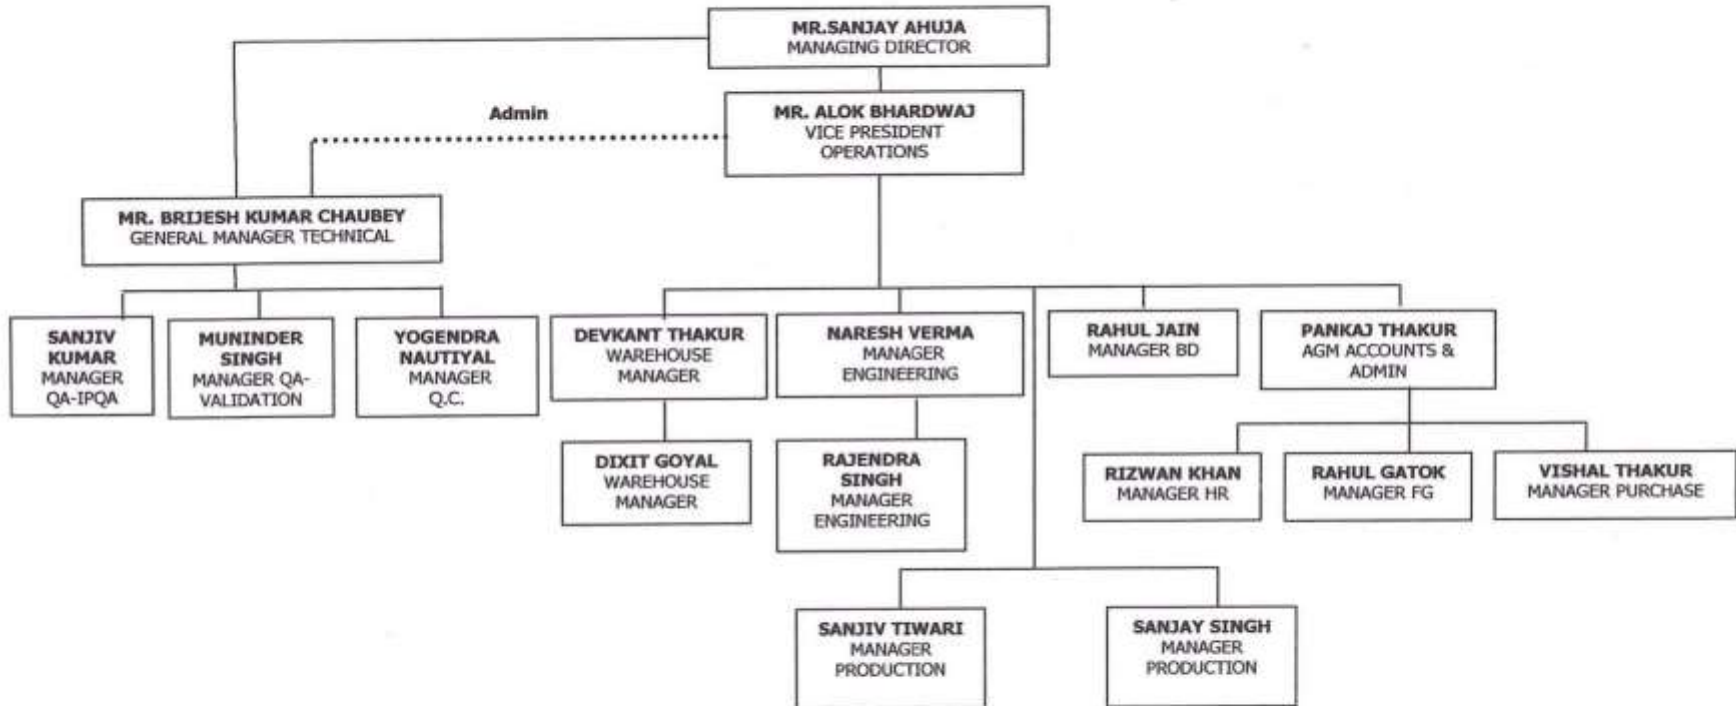 MR.SANJAY AHUJA
MANAGING DIRECTOR
Admin
MR. ALOK BHARDWAJ
VICE PRESIDENT
OPERATIONS
MR. BRIJESH KUMAR CHAUBEY
GENERAL MANAGER TECHNICAL
SANJIV
KUMAR
MANAGER
QA-IPQA
MUNINDER
SINGH
MANAGER QA-
VALIDATION
YOGENDRA
NAUTIYAL
MANAGER
Q.C.
DEVKANT THAKUR
WAREHOUSE
MANAGER
NARESH VERMA
MANAGER
ENGINEERING
RAHUL JAIN
MANAGER BD
PANKAJ THAKUR
AGM ACCOUNTS &
ADMIN
DIXIT GOYAL
WAREHOUSE
MANAGER
RAJENDRA
SINGH
MANAGER
ENGINEERING
RIZWAN KHAN
MANAGER HR
RAHUL GATOK
MANAGER FG
VISHAL THAKUR
MANAGER PURCHASE
SANJIV TIWARI
MANAGER
PRODUCTION
SANJAY SINGH
MANAGER
PRODUCTION